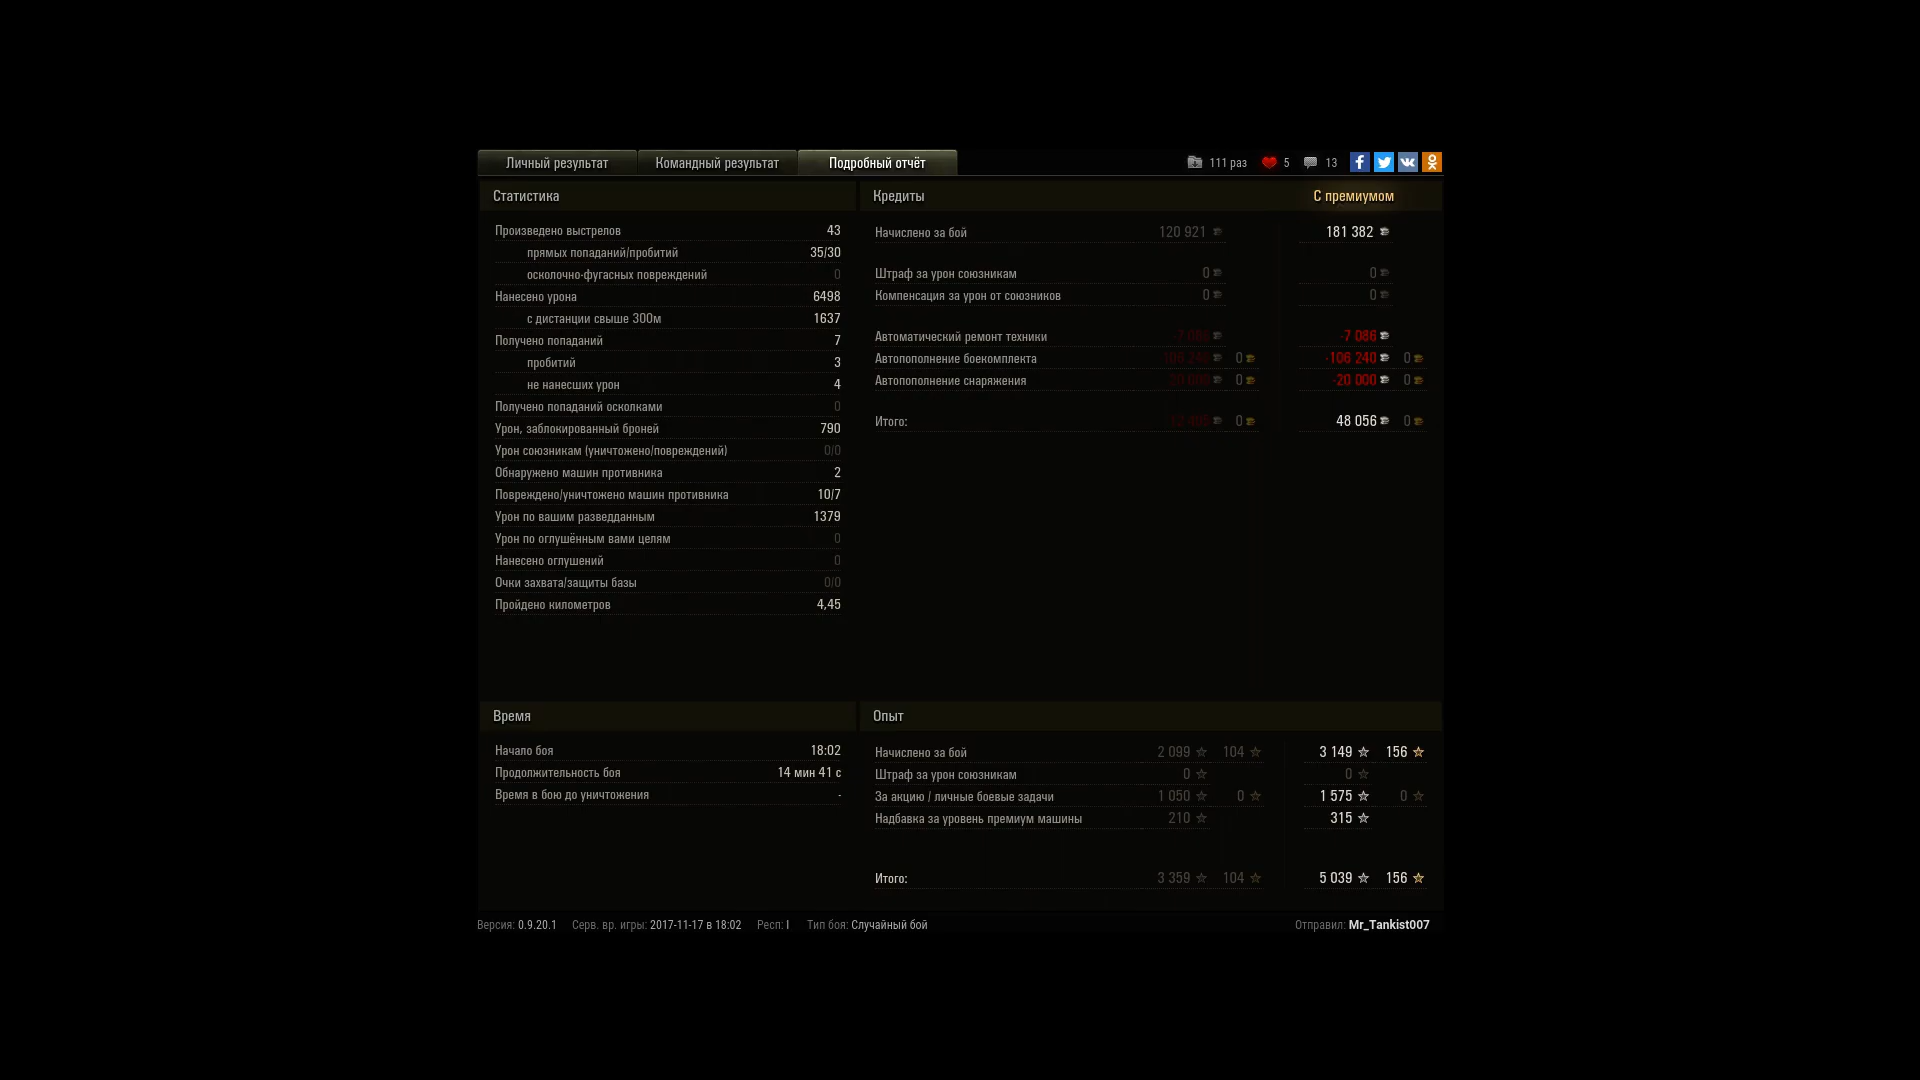 Личный результат Командный результат Подробный отчёт 111 раз 5 13
Статистика
Произведено выстрелов 43
прямых попаданий/пробитий 35/30
осколочно-фугасных повреждений 0
Нанесено урона 6498
с дистанции свыше 300м 1637
Получено попаданий 7
пробитий 3
не нанесших урон 4
Получено попаданий осколками 0
Урон, заблокированный броней 790
Урон союзникам (уничтожено/повреждений) 0/0
Обнаружено машин противника 2
Повреждено/уничтожено машин противника 10/7
Урон по вашим разведданным 1379
Урон по оглушённым вами целям 0
Нанесено оглушений 0
Очки захвата/защиты базы 0/0
Пройдено километров 4,45
Кредиты С премиумом
Начислено за бой 120 921 181 382
Штраф за урон союзникам 0 0
Компенсация за урон от союзников 0 0
Автоматический ремонт техники -7 086 -7 086
Автопополнение боекомплекта -106 240 0 -106 240 0
Автопополнение снаряжения -20 000 0 -20 000 0
Итого: 0 48 056 0
Время
Начало боя 18:02
Продолжительность боя 14 мин 41 с
Время в бою до уничтожения -
Опыт
Начислено за бой 2 099 104 3 149 156
Штраф за урон союзникам 0 0
За акцию / личные боевые задачи 1 050 0 1 575 0
Надбавка за уровень премиум машины 210 315
Итого: 3 359 104 5 039 156
Версия: 0.9.20.1 Серв. вр. игры: 2017-11-17 в 18:02 Респ: I Тип боя: Случайный бой Отправил: Mr_Tankist007